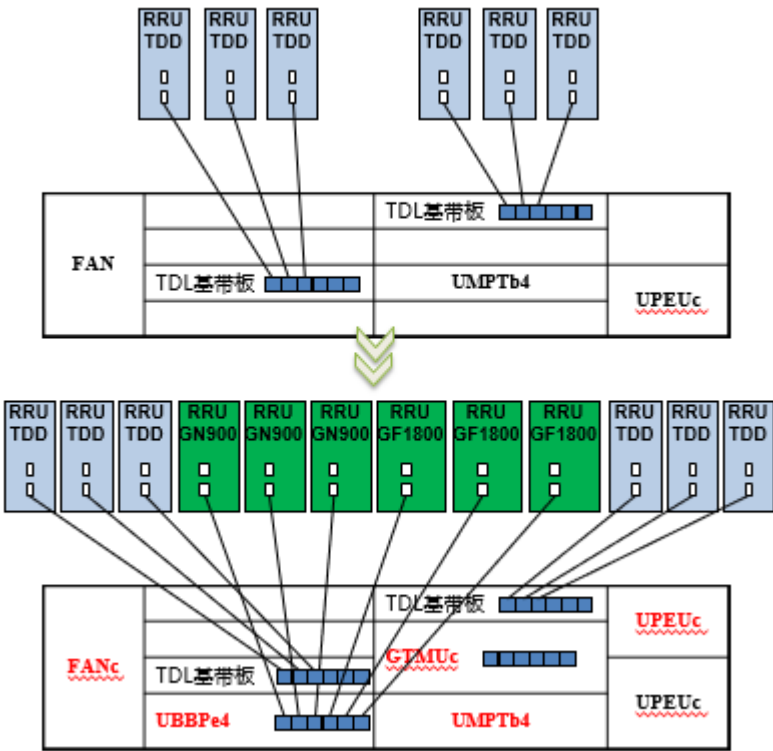 RRU RRU RRU RRU RRU RRU
TDD TDD TDD TDD TDD TDD
TDL基带板
FAN
TDL基带板 UMPTb4
UPEUc
RRU RRU RRU RRU RRU RRU RRU RRU RRU RRU RRU RRU
TDD TDD TDD GN900 GN900 GN900 GF1800 GF1800 GF1800 TDD TDD TDD
TDL基带板
UPEUc
GTMUc
FANc
TDL基带板
UPEUc
UBBPe4 UMPTb4